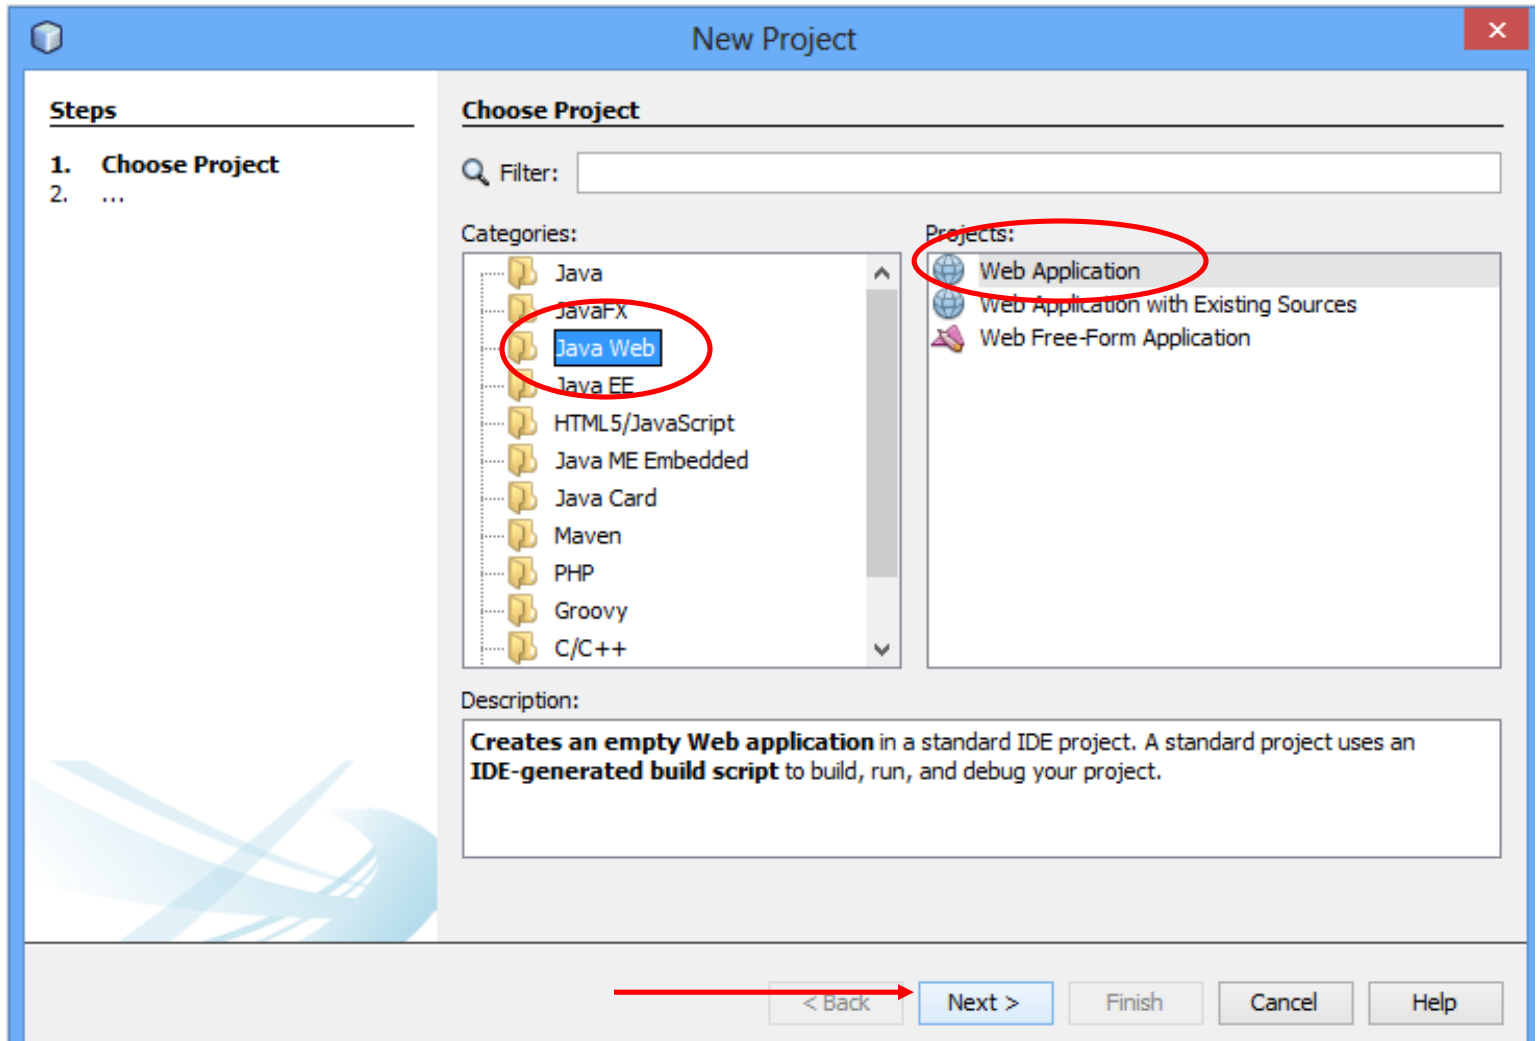 New Project
Steps
1. Choose Project
2. ...
Choose Project
Filter:
Categories:
Java
JavaFX
Java Web
Java EE
HTML5/JavaScript
Java ME Embedded
Java Card
Maven
PHP
Groovy
C/C++
Projects:
Web Application
Web Application with Existing Sources
Web Free-Form Application
Description:
Creates an empty Web application in a standard IDE project. A standard project uses an
IDE-generated build script to build, run, and debug your project.
< Back Next > Finish Cancel Help